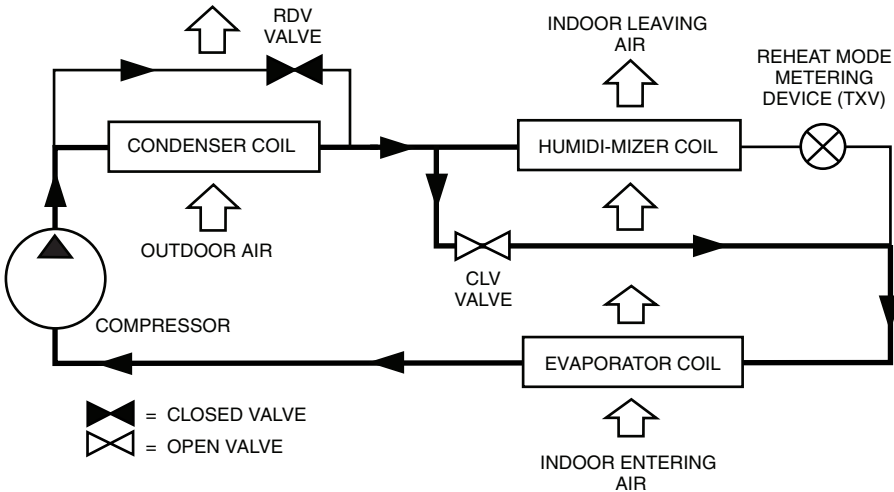 RDV
VALVE
INDOOR LEAVING
AIR
REHEAT MODE
METERING
DEVICE (TXV)
CONDENSER COIL
HUMIDI-MIZER COIL
OUTDOOR AIR
CLV
VALVE
COMPRESSOR
EVAPORATOR COIL
= CLOSED VALVE
= OPEN VALVE
INDOOR ENTERING
AIR